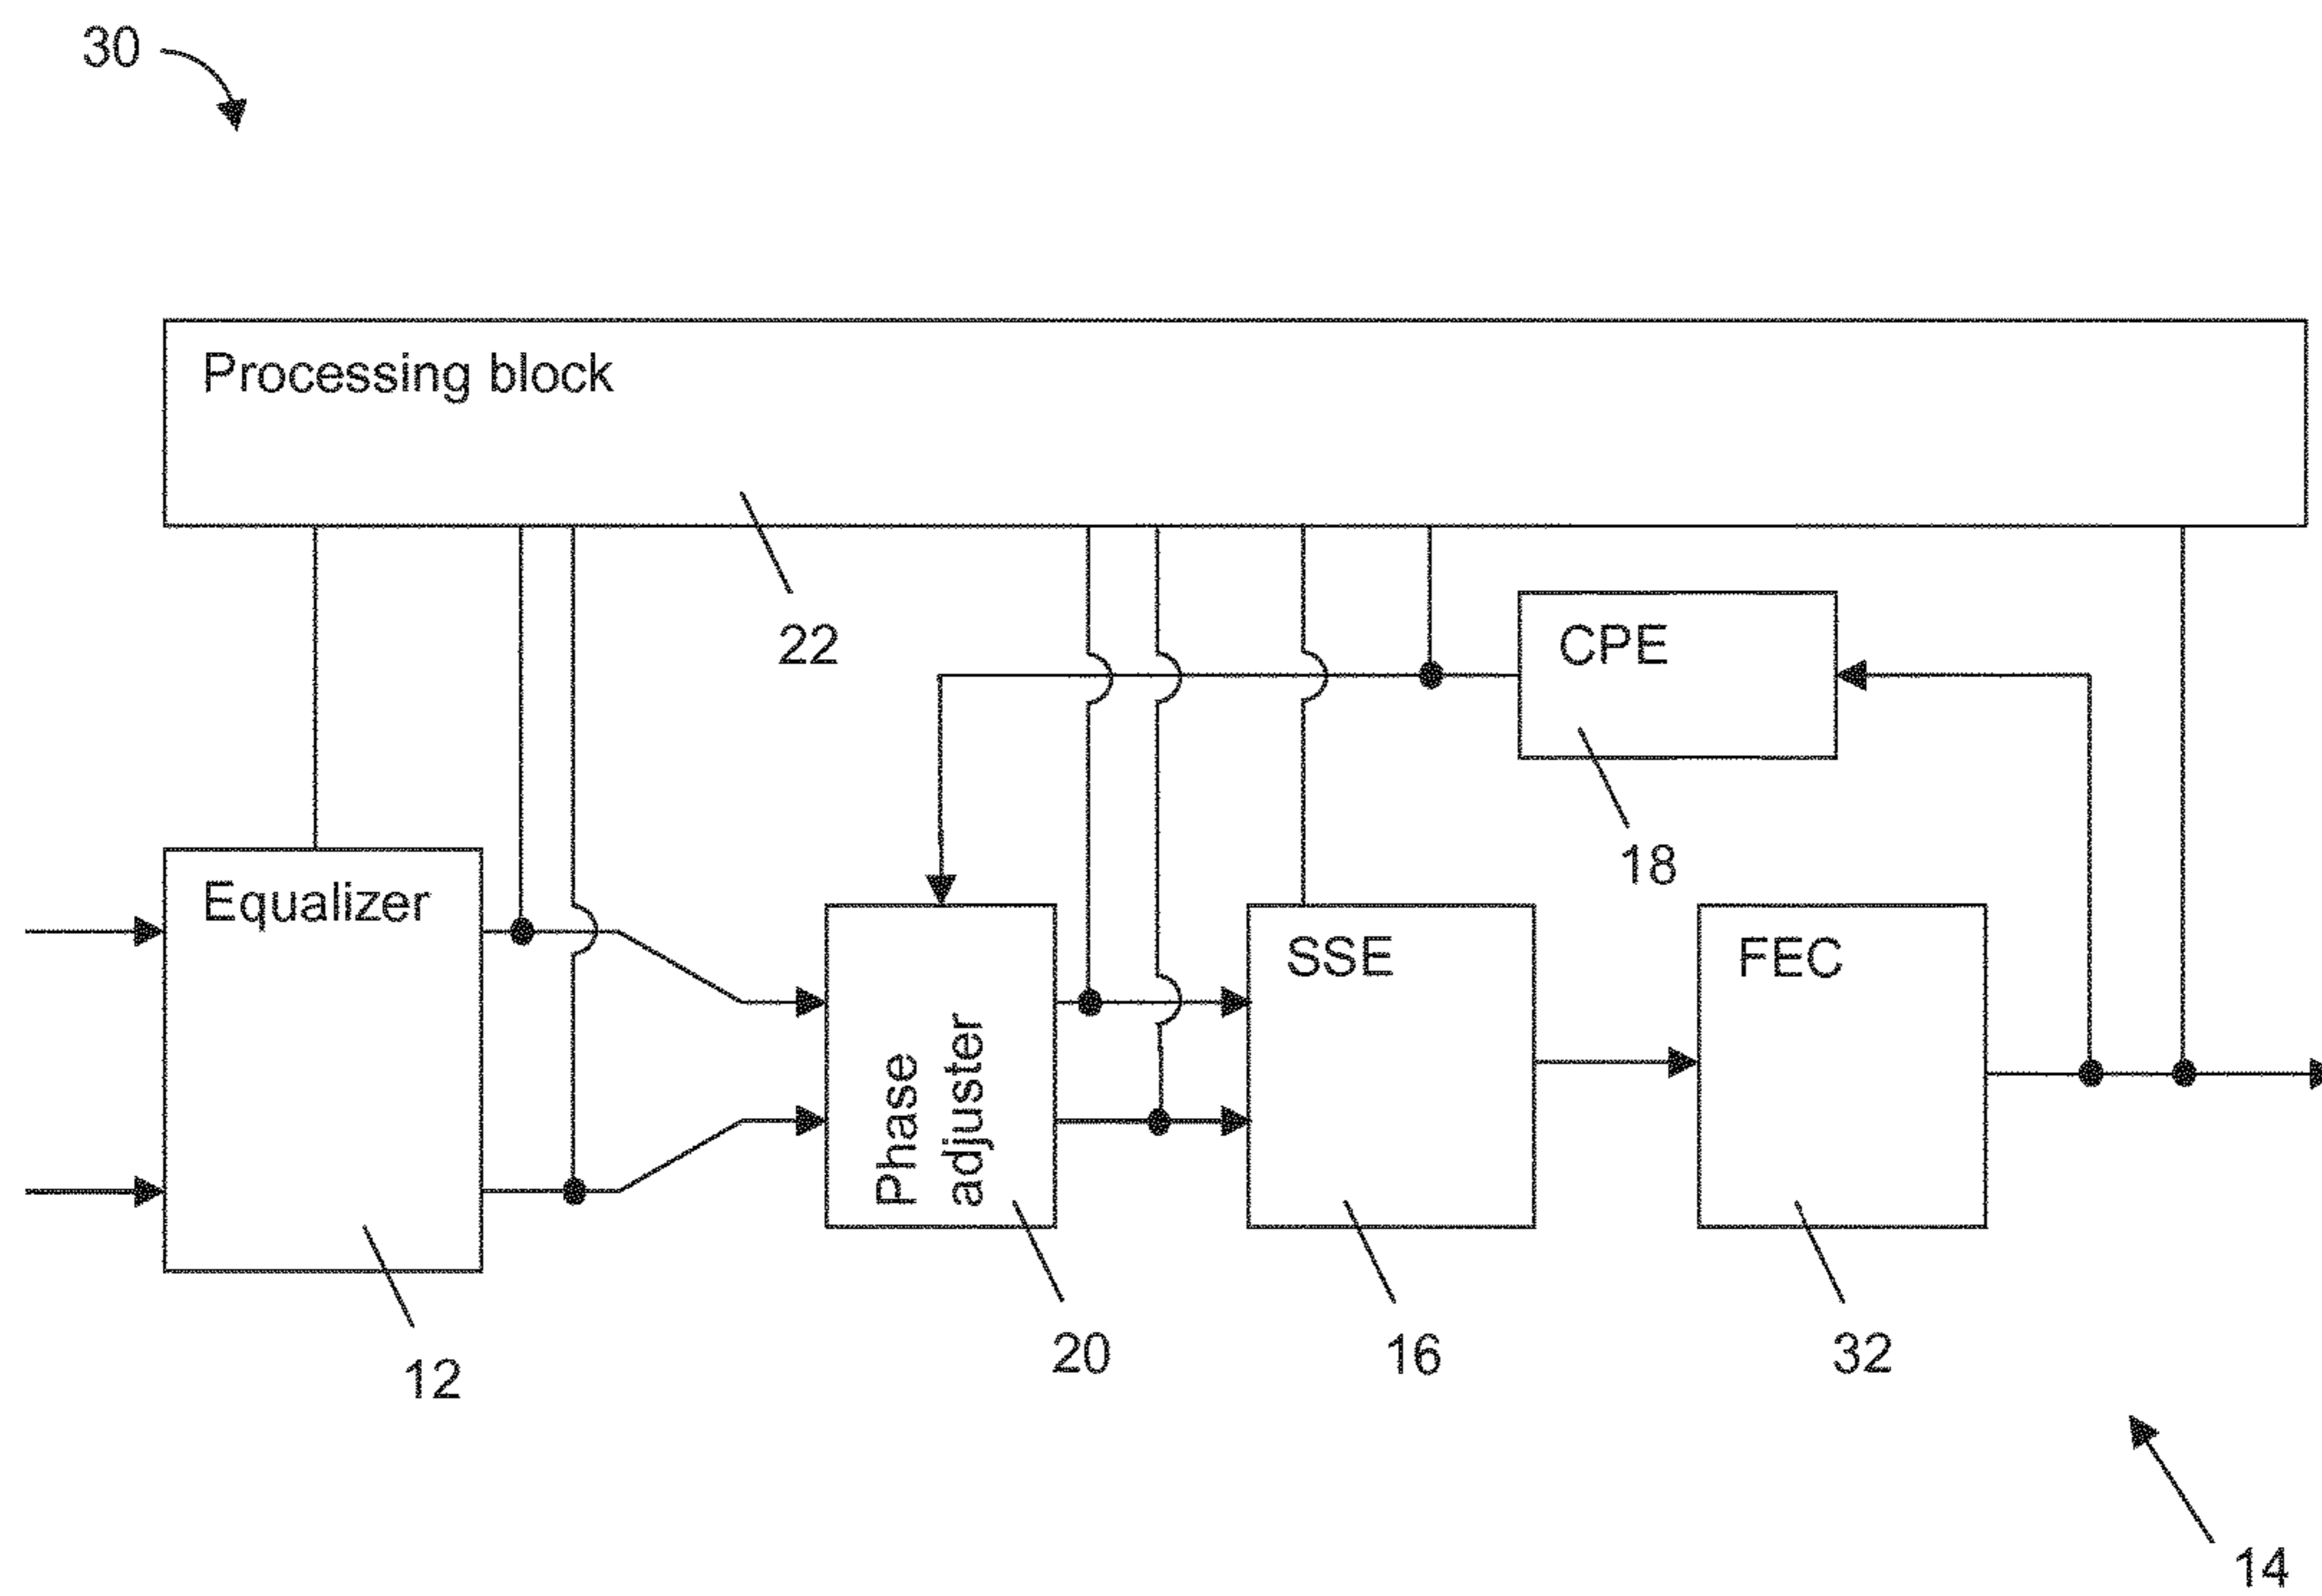 30
Processing block
22
CPE
18
Equalizer
Phase
adjuster
SSE
FEC
12
20
16
32
14